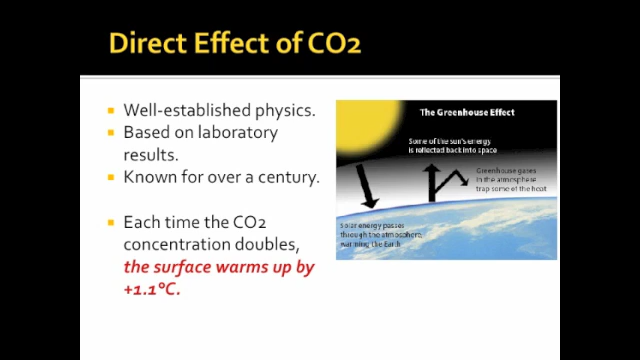 Direct Effect of CO2
Well-established physics.
Based on laboratory
results.
Known for over a century.
Each time the CO2
concentration doubles,
the surface warms up by
+1.1°C.
The Greenhouse Effect
Some of the sun's energy
is reflected back into space
Greenhouse gases
in the atmosphere
trap some of the heat
Solar energy passes
through the atmosphere,
warming the Earth